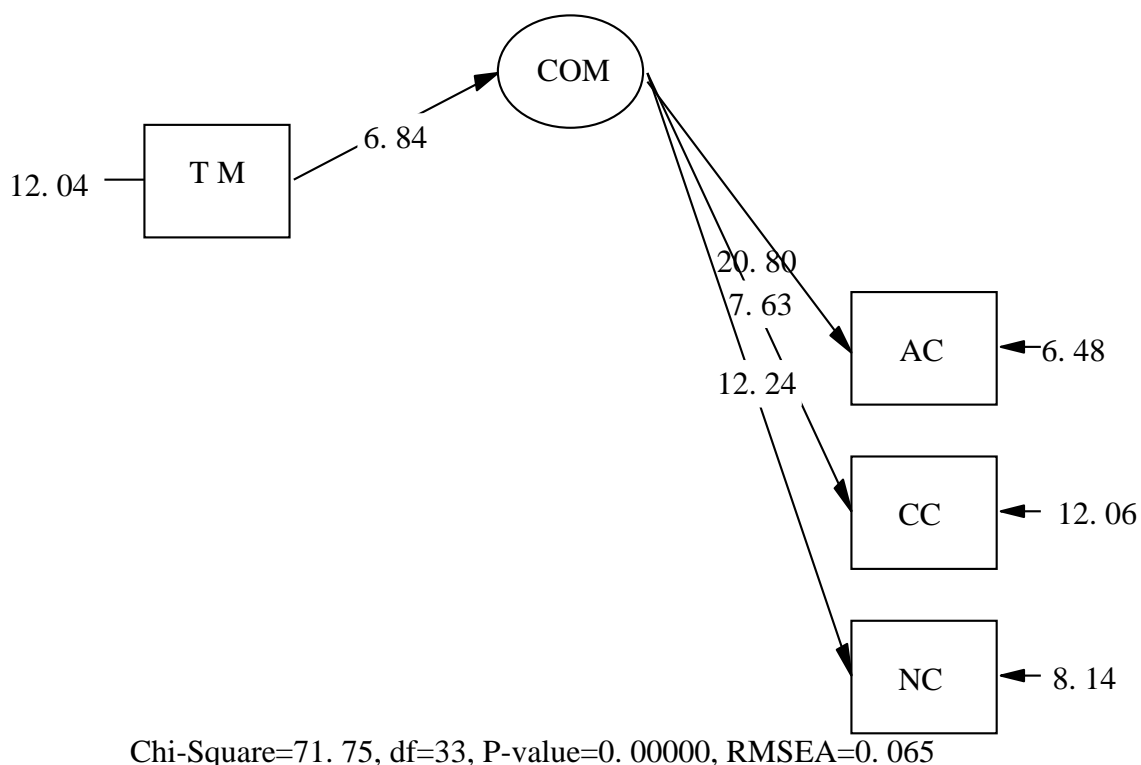 COM
6. 84
T M
12. 04
20. 80
7. 63
AC
6. 48
12. 24
CC
12. 06
NC
8. 14
Chi-Square=71. 75, df=33, P-value=0. 00000, RMSEA=0. 065